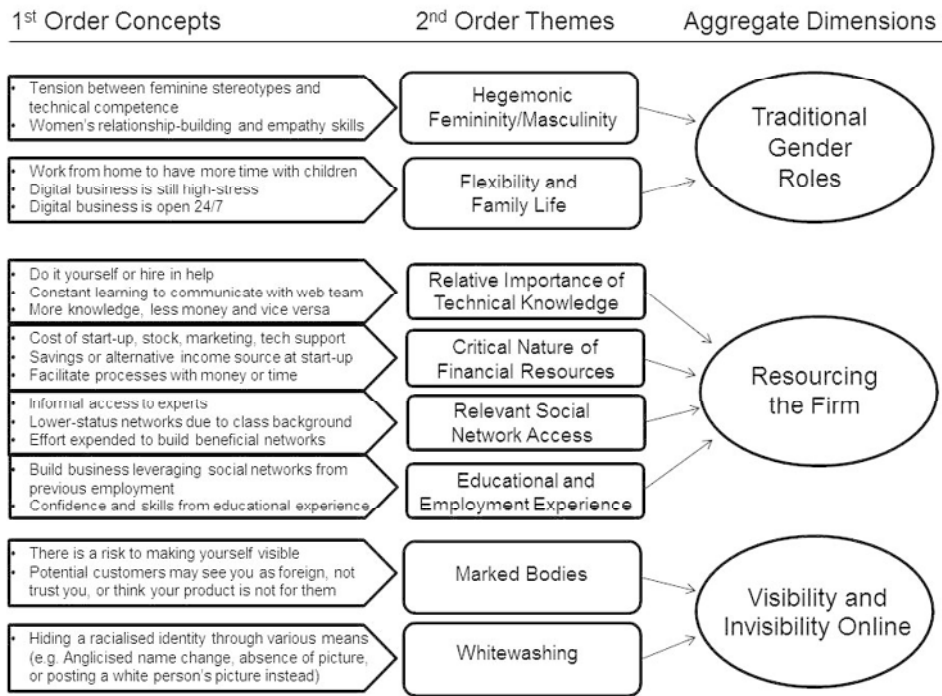 1st Order Concepts
2nd Order Themes
Aggregate Dimensions
• Tension between feminine stereotypes and
technical competence
• Women's relationship-building and empathy skills
Hegemonic
Femininity/Masculinity
• Work from home to have more time with children
• Digital business is still high-stress
• Digital business is open 24/7
Flexibility and
Family Life
Traditional
Gender
Roles
• Do it yourself or hire in help
• Constant learning to communicate with web team
• More knowledge, less money and vice versa
Relative Importance of
Technical Knowledge
• Cost of start-up, stock, marketing, tech support
• Savings or alternative income source at start-up
• Facilitate processes with money or time
Critical Nature of
Financial Resources
• Informal access to experts
• Lower-status networks due to class background
• Effort expended to build beneficial networks
Relevant Social
Network Access
• Build business leveraging social networks from
previous employment
• Confidence and skills from educational experience
Educational and
Employment Experience
Resourcing
the Firm
• There is a risk to making yourself visible
• Potential customers may see you as foreign, not
trust you, or think your product is not for them
Marked Bodies
• Hiding a racialised identity through various means
(e.g. Anglicised name change, absence of picture,
or posting a white person's picture instead)
Whitewashing
Visibility and
Invisibility Online